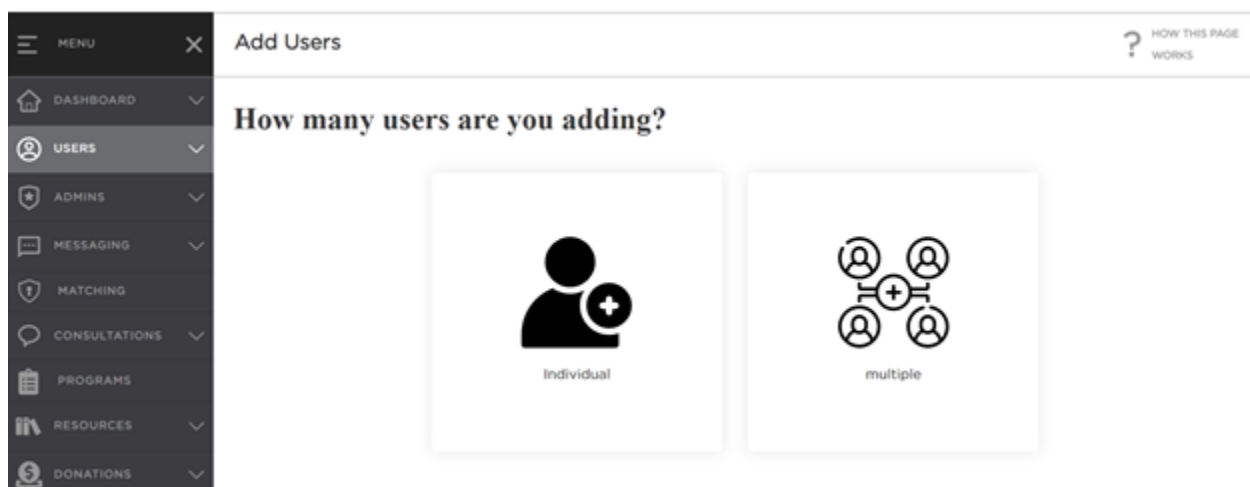 MENU
Add Users
HOW THIS PAGE
WORKS
DASHBOARD
USERS
ADMINS
MESSAGING
MATCHING
CONSULTATIONS
PROGRAMS
RESOURCES
DONATIONS
How many users are you adding?
Individual
multiple